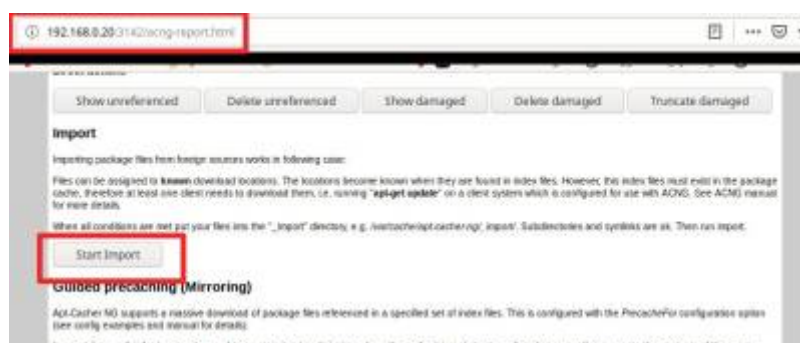 192.168.0.20:3142/acng-report.html
Show unreferenced
Delete unreferenced
Show damaged
Delete damaged
Truncate damaged
Import
Importing package files from foreign sources works in following case:
Files can be assigned to known download locations. The locations become known when they are found in index files. However, this index files must exist in the package
cache, therefore at least one client needs to download them, i.e. running "apt-get update" on a client system which is configured for use with ACNG. See ACNG manual
for more details.
When all conditions are met put your files into the "_import" directory, e.g. /var/cache/apt-cacher-ng/_import/. Subdirectories and symlinks are ok. Then run import.
Start Import
Guided precaching (Mirroring)
Apt-Cacher NG supports a massive download of package files referenced in a specified set of index files. This is configured with the PrecacheFor configuration option
(see config examples and manual for details).